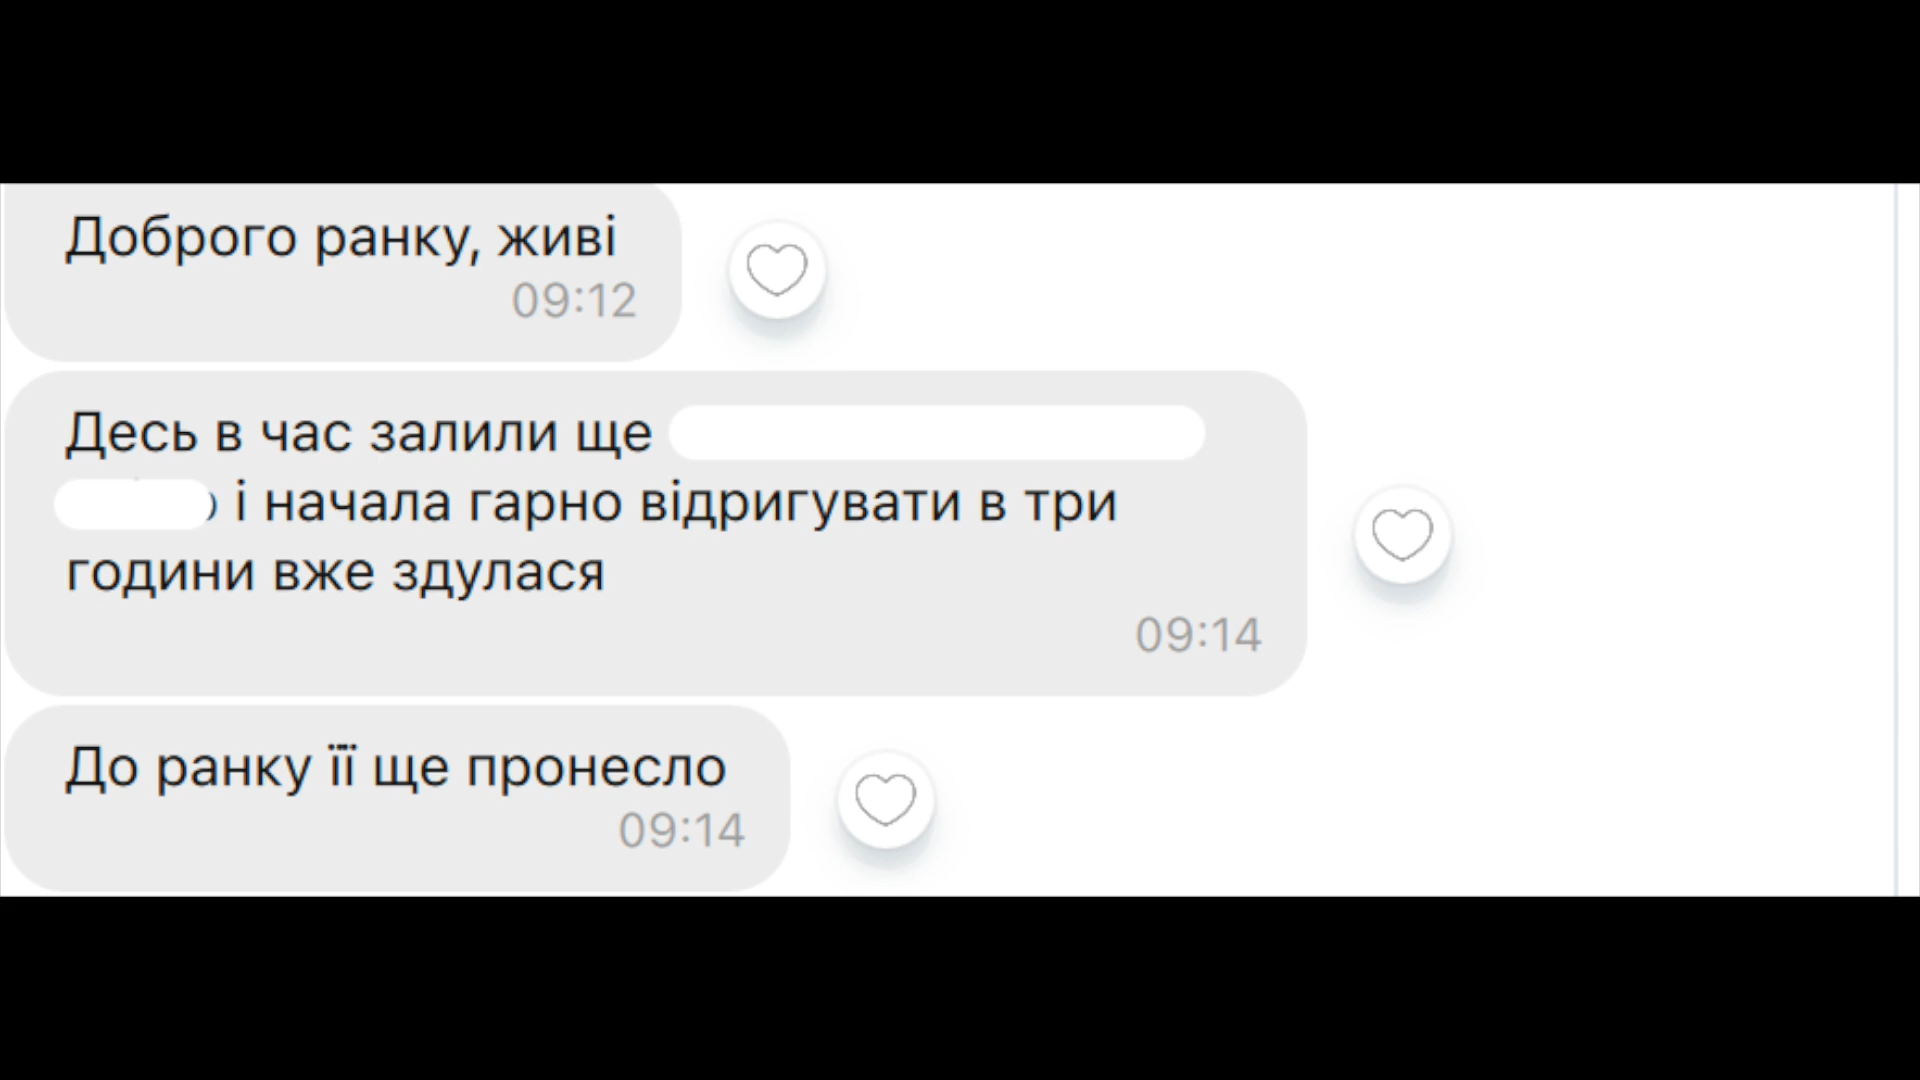 Доброго ранку, живі
09:12
Десь в час залили ще
і начала гарно відригувати в три
години вже здулася
09:14
До ранку її ще пронесло
09:14